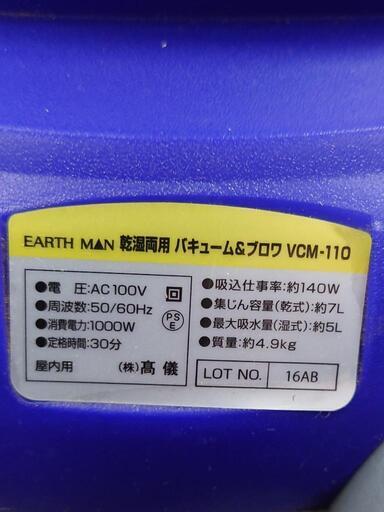 EARTH MAN 乾湿両用 バキューム&ブロワ VCM-110
●電　圧:AC100V
●周波数:50/60Hz
●消費電力:1000W
●定格時間:30分
屋内用　(株)髙儀
PS
E
●吸込仕事率:約140W
●集じん容量(乾式):約7L
●最大吸水量(湿式):約5L
●質量:約4.9kg
LOT NO. 16AB